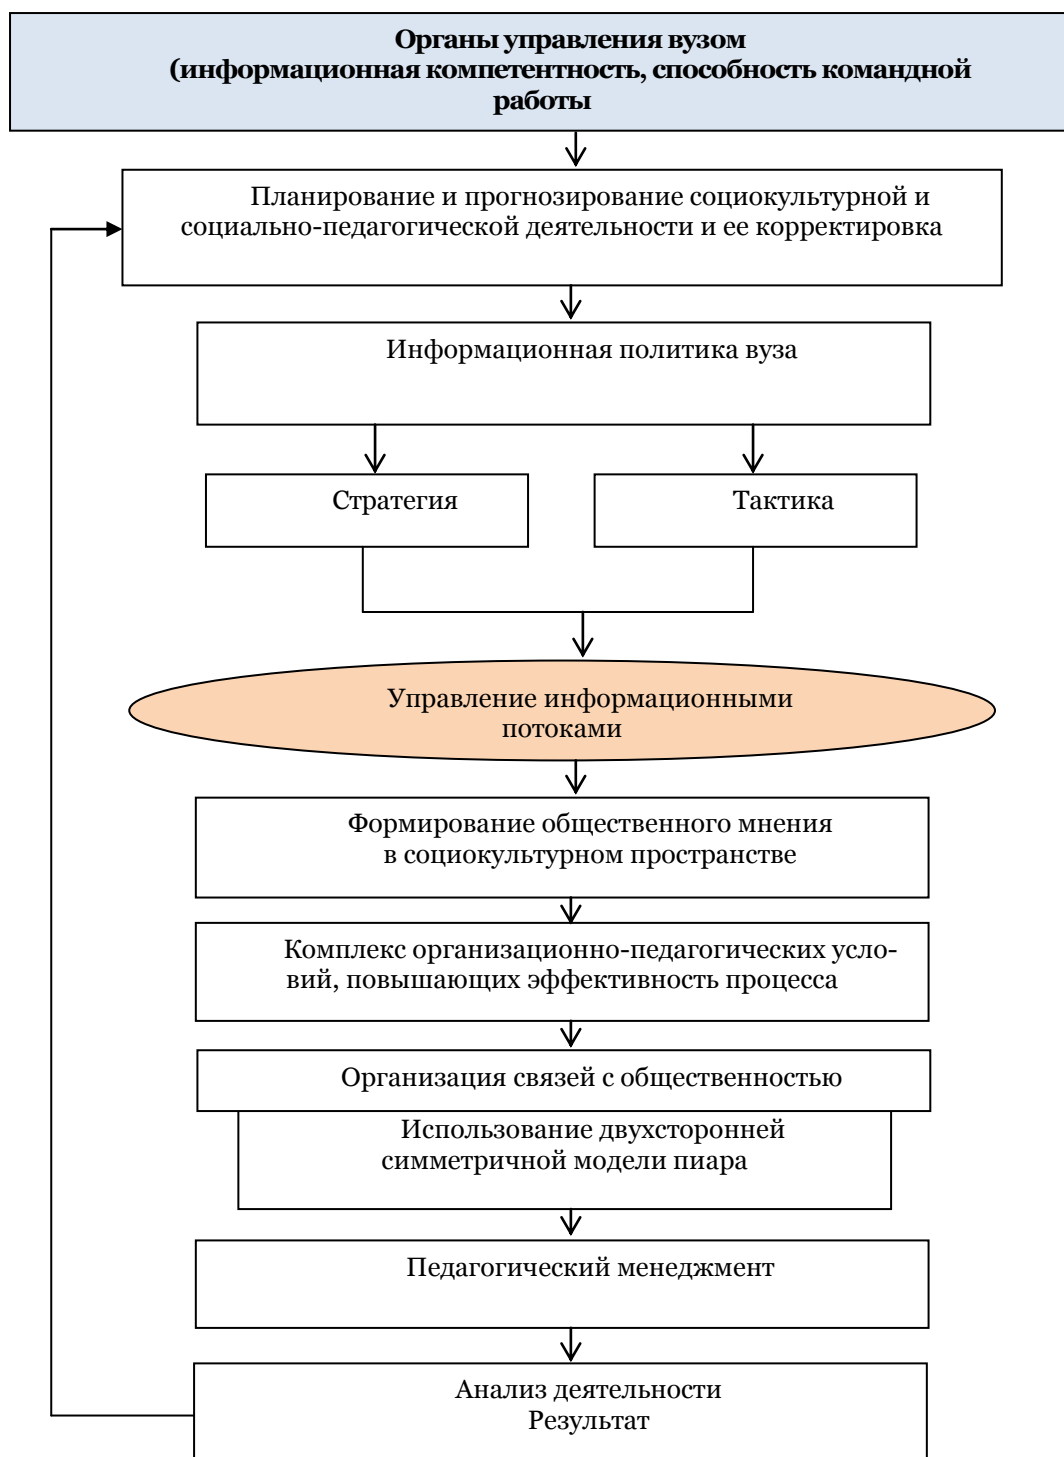 Органы управления вузом
(информационная компетентность, способность командной
работы
Планирование и прогнозирование социокультурной и
социально-педагогической деятельности и ее корректировка
Информационная политика вуза
Стратегия
Тактика
Управление информационными
потоками
Формирование общественного мнения
в социокультурном пространстве
Комплекс организационно-педагогических усло-
вий, повышающих эффективность процесса
Организация связей с общественностью
Использование двухсторонней
симметричной модели пиара
Педагогический менеджмент
Анализ деятельности
Результат